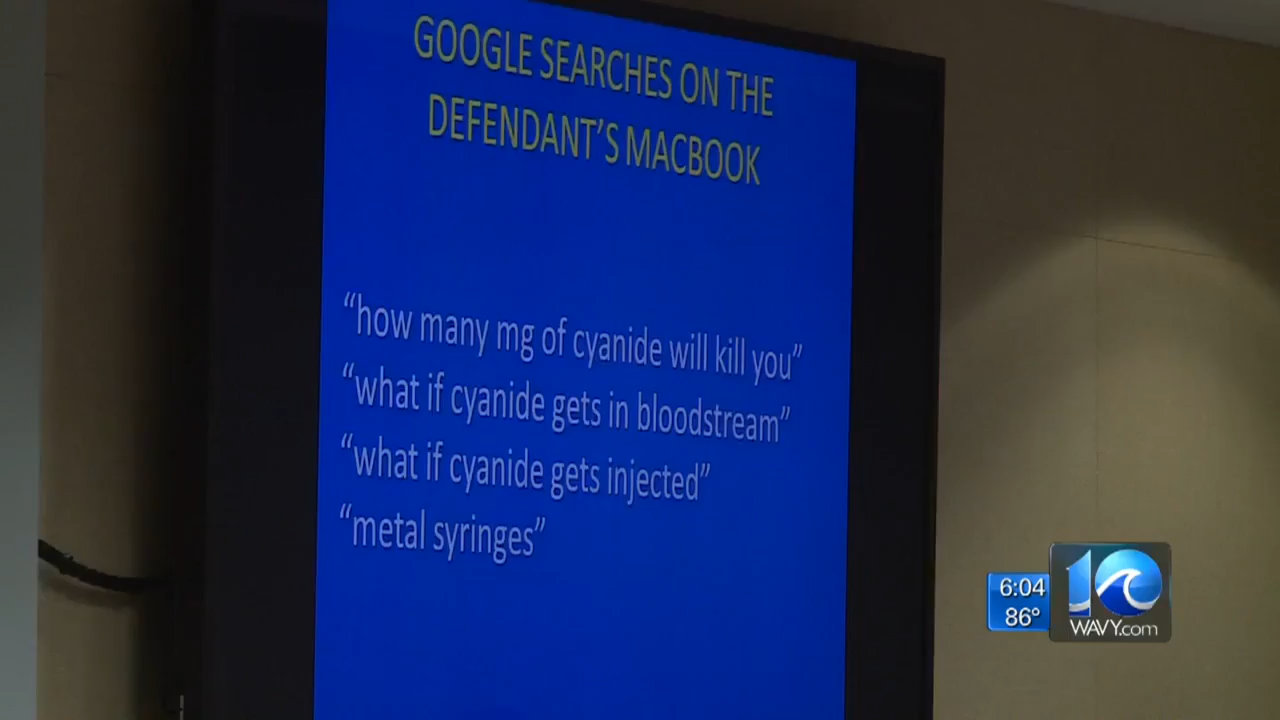 GOOGLE SEARCHES ON THE
DEFENDANT'S MACBOOK
“how many mg of cyanide will kill you”
“what if cyanide gets in bloodstream”
“what if cyanide gets injected”
“metal syringes”
6:04
86°
10
WAVY.com